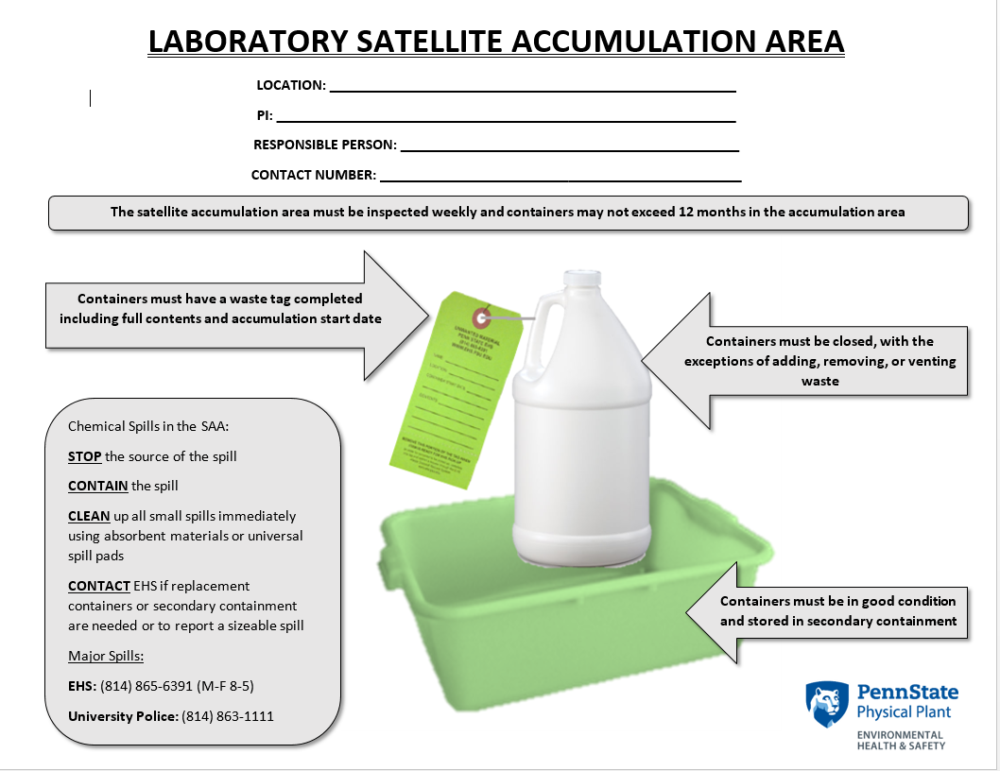 LABORATORY SATELLITE ACCUMULATION AREA
LOCATION:
PI:
RESPONSIBLE PERSON:
CONTACT NUMBER:
The satellite accumulation area must be inspected weekly and containers may not exceed 12 months in the accumulation area
Containers must have a waste tag completed
including full contents and accumulation start date
UNWANTED MATERIAL
PENN STATE EHS
Containers must be closed, with the
exceptions of adding, removing, or venting
waste
Chemical Spills in the SAA:
STOP the source of the spill
CONTAIN the spill
CLEAN up all small spills immediately
using absorbent materials or universal
spill pads
CONTACT EHS if replacement
containers or secondary containment
are needed or to report a sizeable spill
Major Spills:
EHS: (814) 865-6391 (M-F 8-5)
University Police: (814) 863-1111
Containers must be in good condition
and stored in secondary containment
PennState
Physical Plant
ENVIRONMENTAL
HEALTH & SAFETY